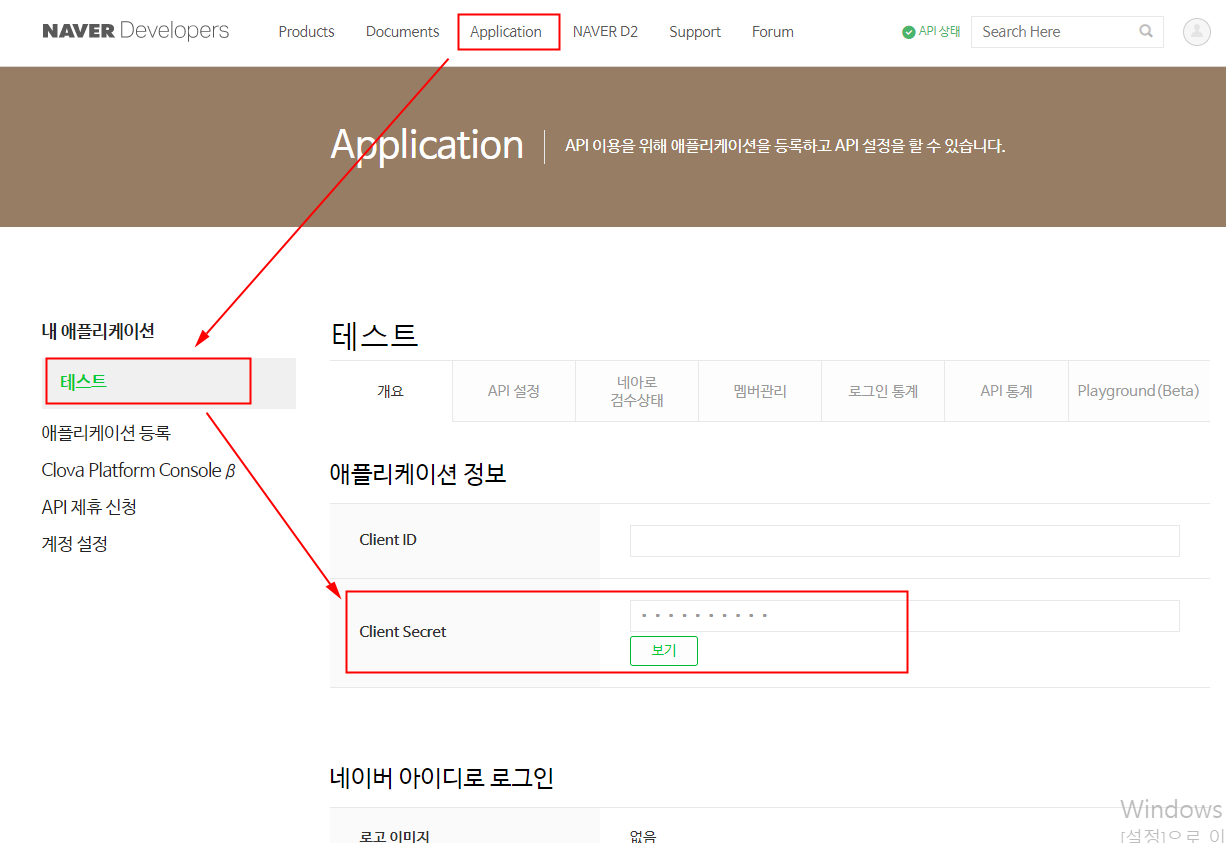 NAVER Developers
Products
Documents
Application
NAVER D2
Support
Forum
API 상태
Search Here
Application
API 이용을 위해 애플리케이션을 등록하고 API 설정을 할 수 있습니다.
내 애플리케이션
테스트
애플리케이션 등록
Clova Platform Console β
API 제휴 신청
계정 설정
테스트
개요
API 설정
네아로
검수상태
멤버관리
로그인 통계
API 통계
Playground(Beta)
애플리케이션 정보
Client ID
Client Secret
··········
보기
네이버 아이디로 로그인
로고 이미지
없음
Windows
[설정]으로 이